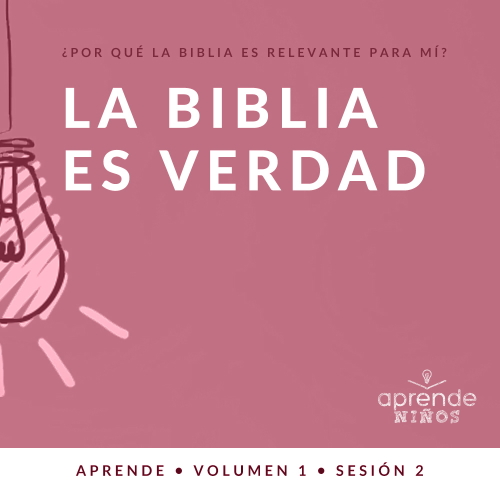 ¿POR QUÉ LA BIBLIA ES RELEVANTE PARA MÍ?
LA BIBLIA
ES VERDAD
aprende
NIÑOS
APRENDE • VOLUMEN 1 • SESIÓN 2